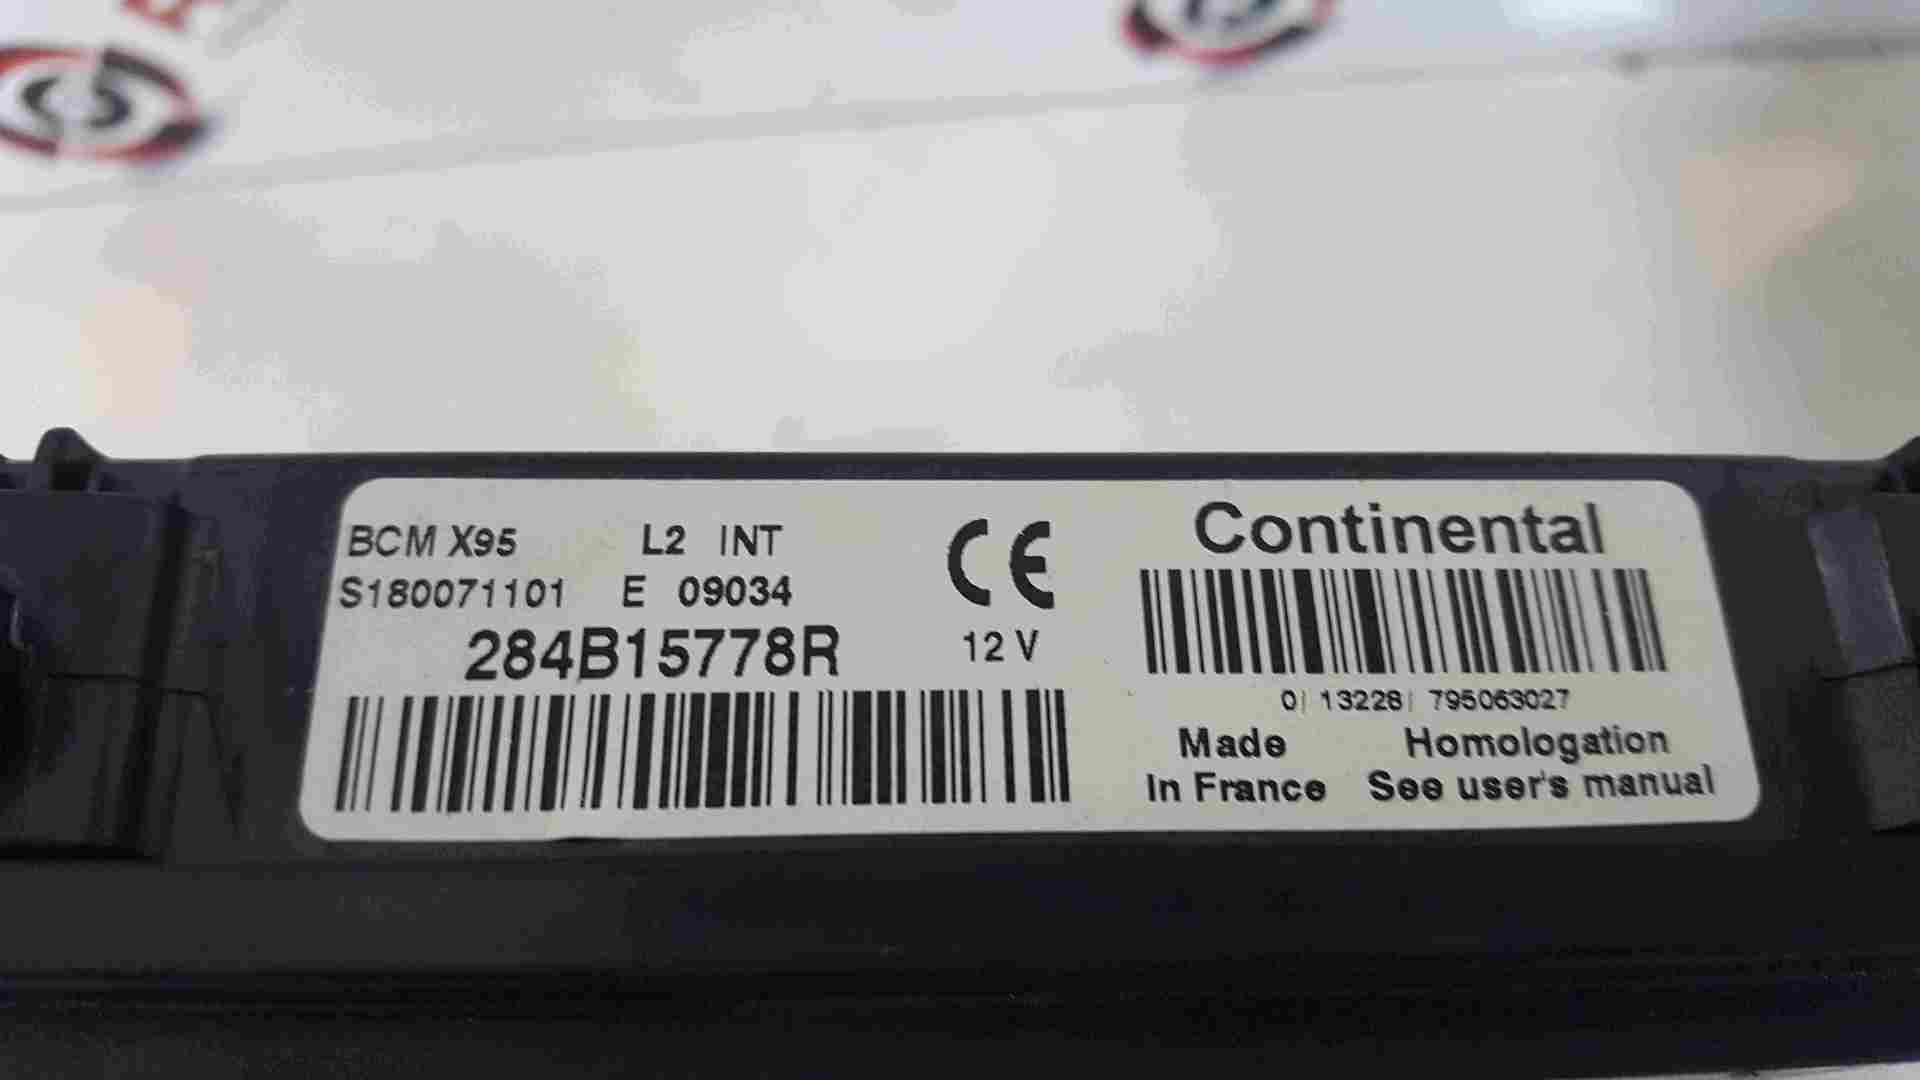 BCM X95 L2 INT
S180071101 E 09034
284B15778R
12 V
Continental
0| 13228| 795063027
Made
In France
Homologation
See user's manual